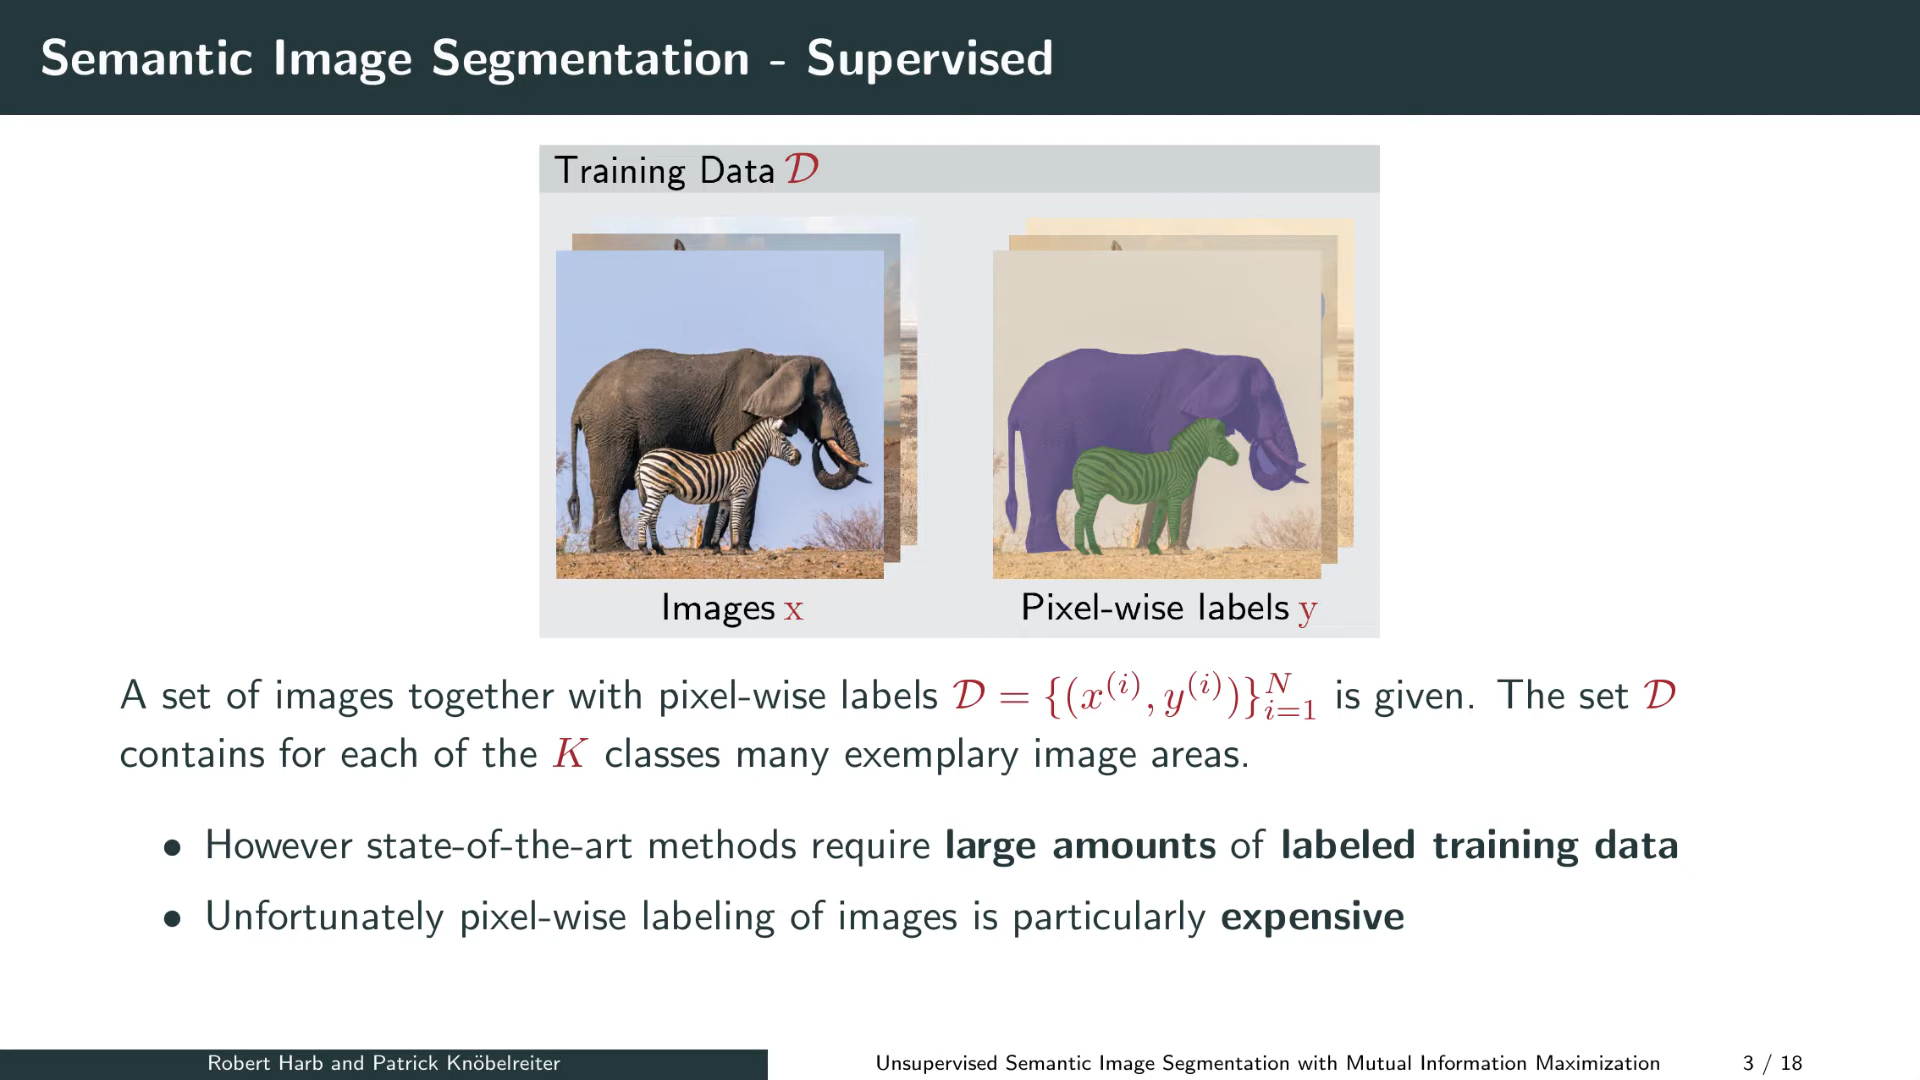 Semantic Image Segmentation - Supervised
Training Data 𝒟
Images x
Pixel-wise labels y
A set of images together with pixel-wise labels 𝒟 = {(x^(i), y^(i))}_{i=1}^N is given. The set 𝒟
contains for each of the K classes many exemplary image areas.
• However state-of-the-art methods require large amounts of labeled training data
• Unfortunately pixel-wise labeling of images is particularly expensive
Robert Harb and Patrick Knöbelreiter
Unsupervised Semantic Image Segmentation with Mutual Information Maximization
3 / 18